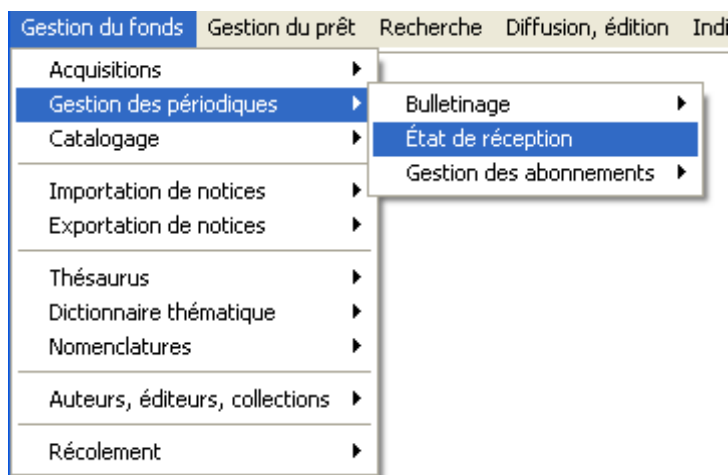 Gestion du fonds Gestion du prêt Recherche Diffusion, édition Indi
Acquisitions
Gestion des périodiques
Catalogage
Importation de notices
Exportation de notices
Thésaurus
Dictionnaire thématique
Nomenclatures
Auteurs, éditeurs, collections
Récolement
Bulletinage
État de réception
Gestion des abonnements